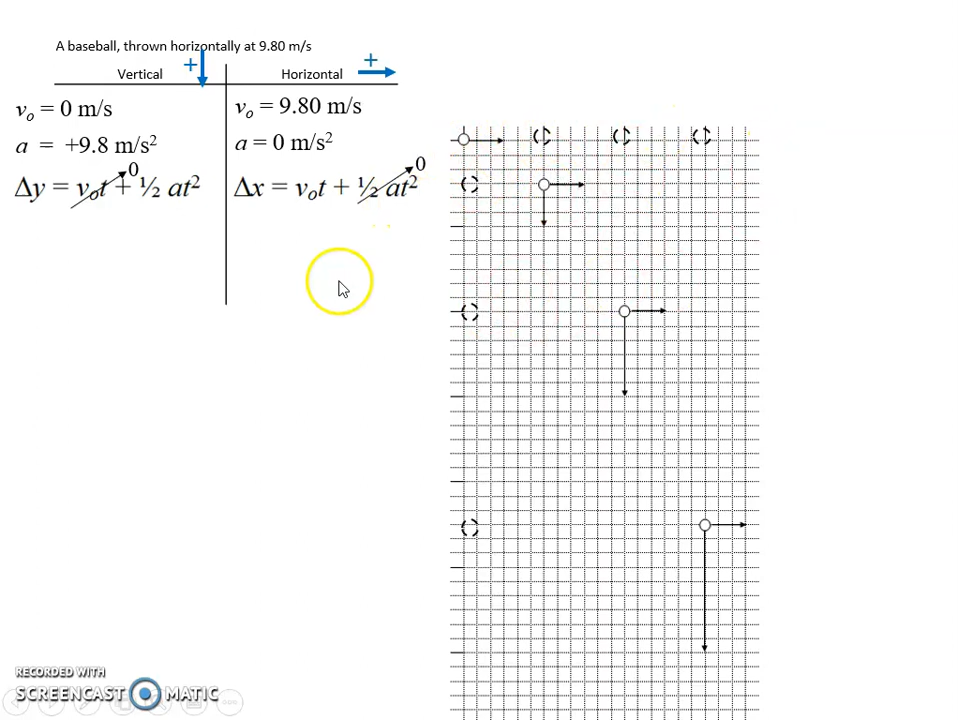 A baseball, thrown horizontally at 9.80 m/s
Vertical
+
Horizontal
+
vₒ = 0 m/s
a = +9.8 m/s²
Δy = vₒt + ½ at²
0
vₒ = 9.80 m/s
a = 0 m/s²
Δx = vₒt + ½ at²
0
RECORDED WITH
SCREENCAST MATIC